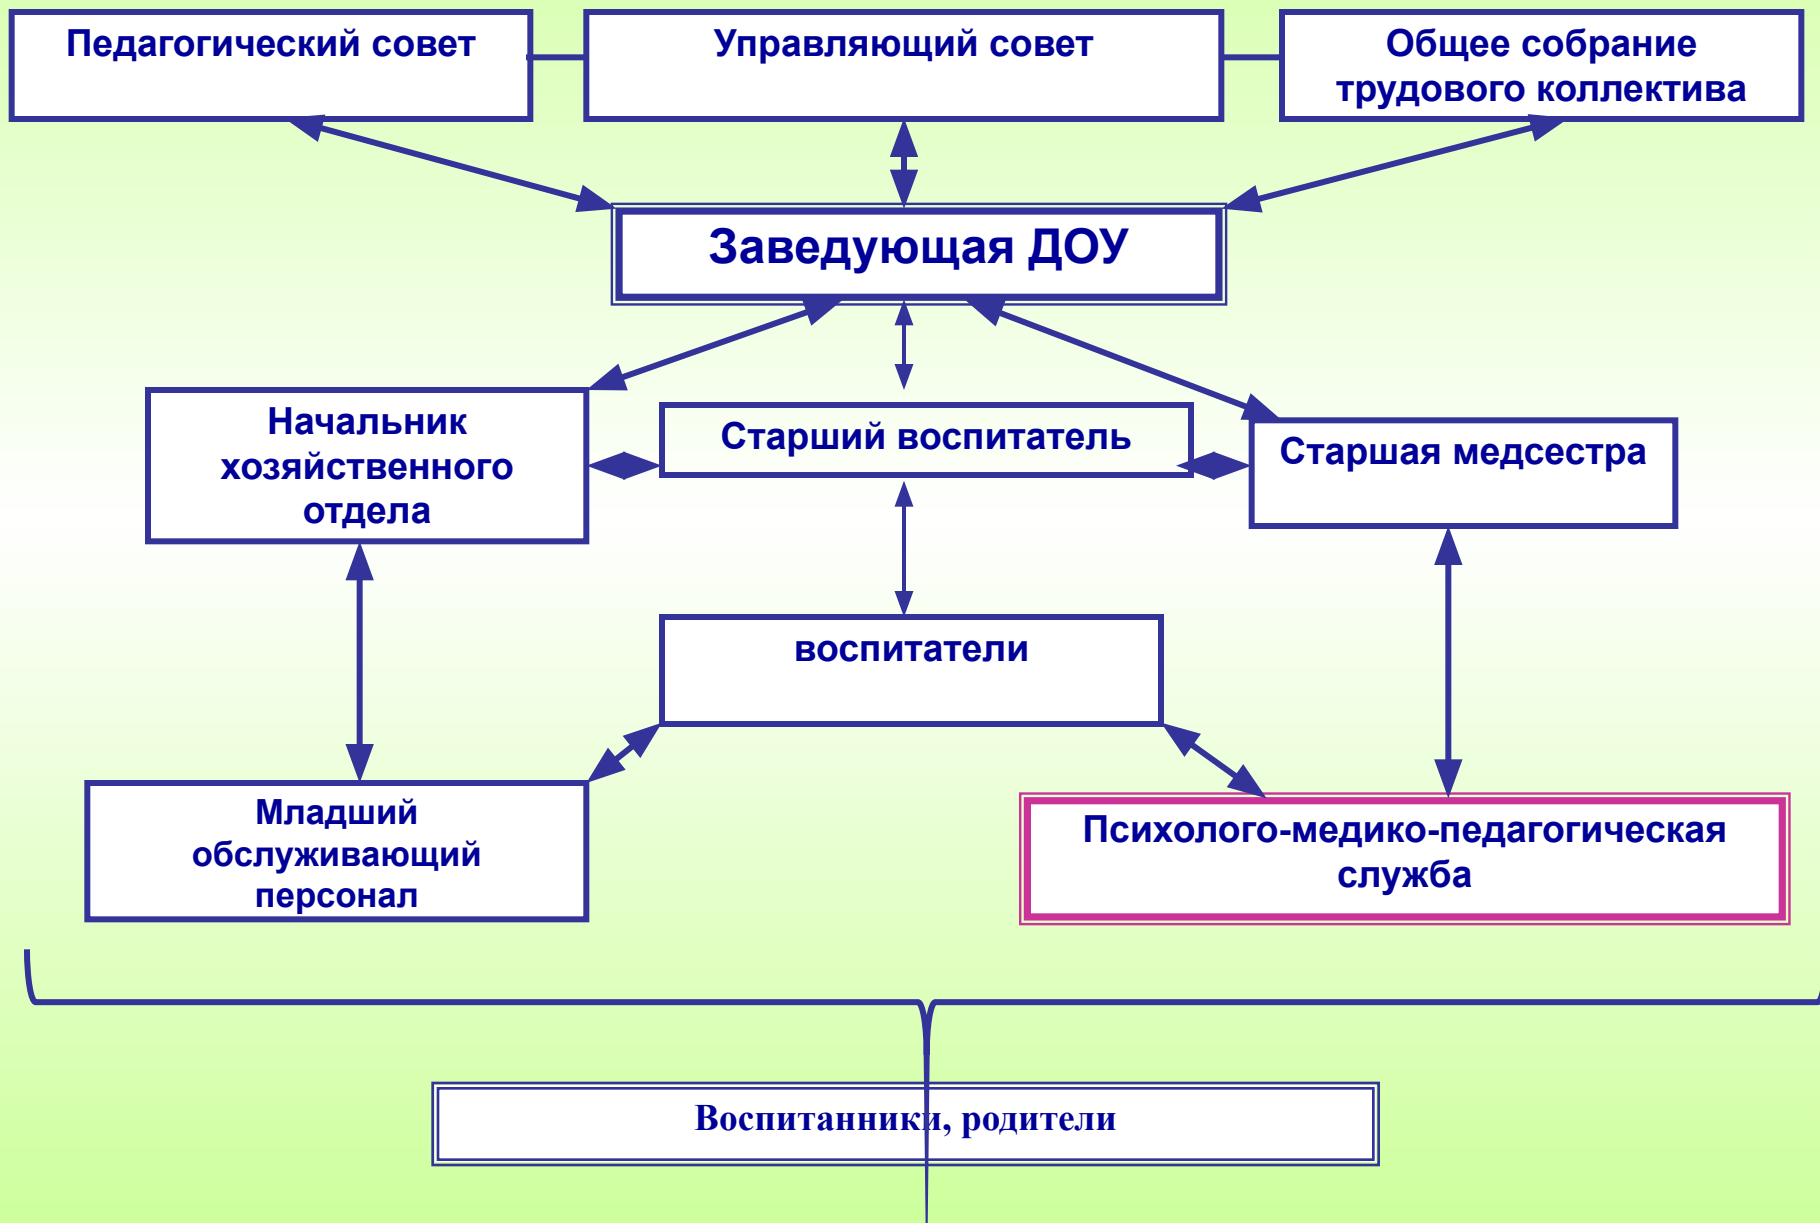 Педагогический совет
Управляющий совет
Общее собрание
трудового коллектива
Заведующая ДОУ
Начальник
хозяйственного
отдела
Старший воспитатель
Старшая медсестра
воспитатели
Младший
обслуживающий
персонал
Психолого-медико-педагогическая
служба
Воспитанники, родители